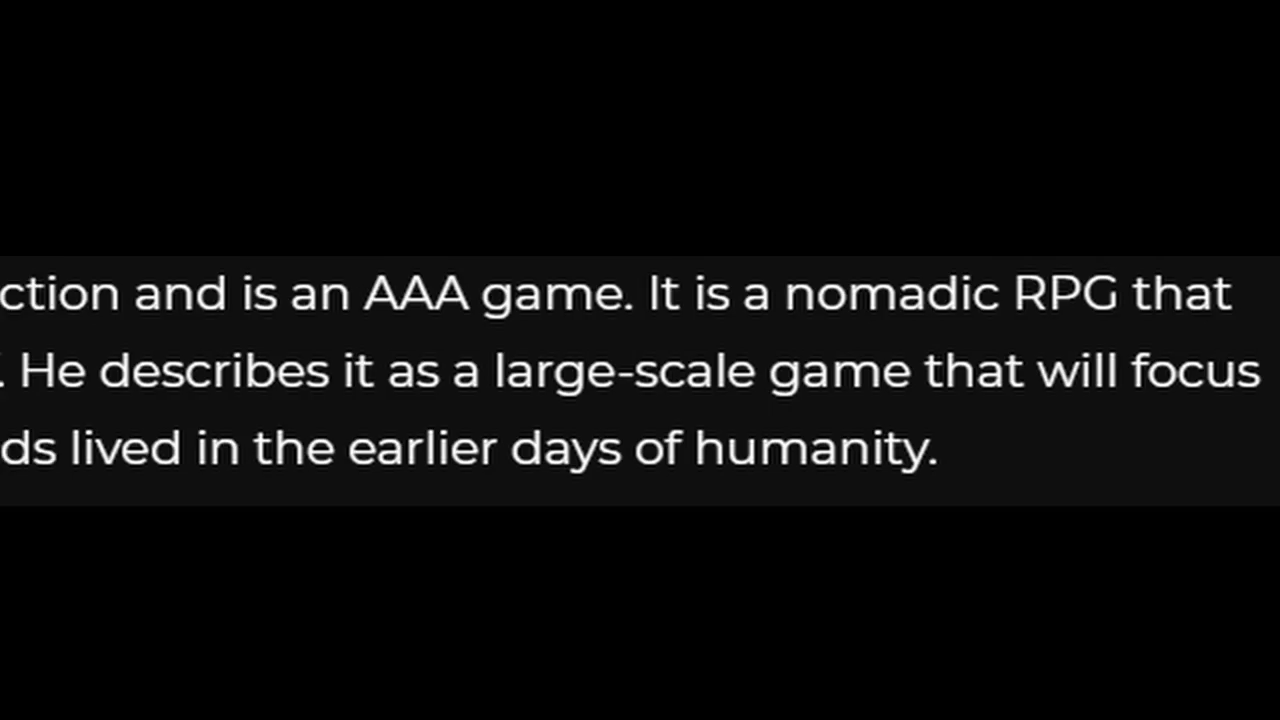 ction and is an AAA game. It is a nomadic RPG that
. He describes it as a large-scale game that will focus
ds lived in the earlier days of humanity.